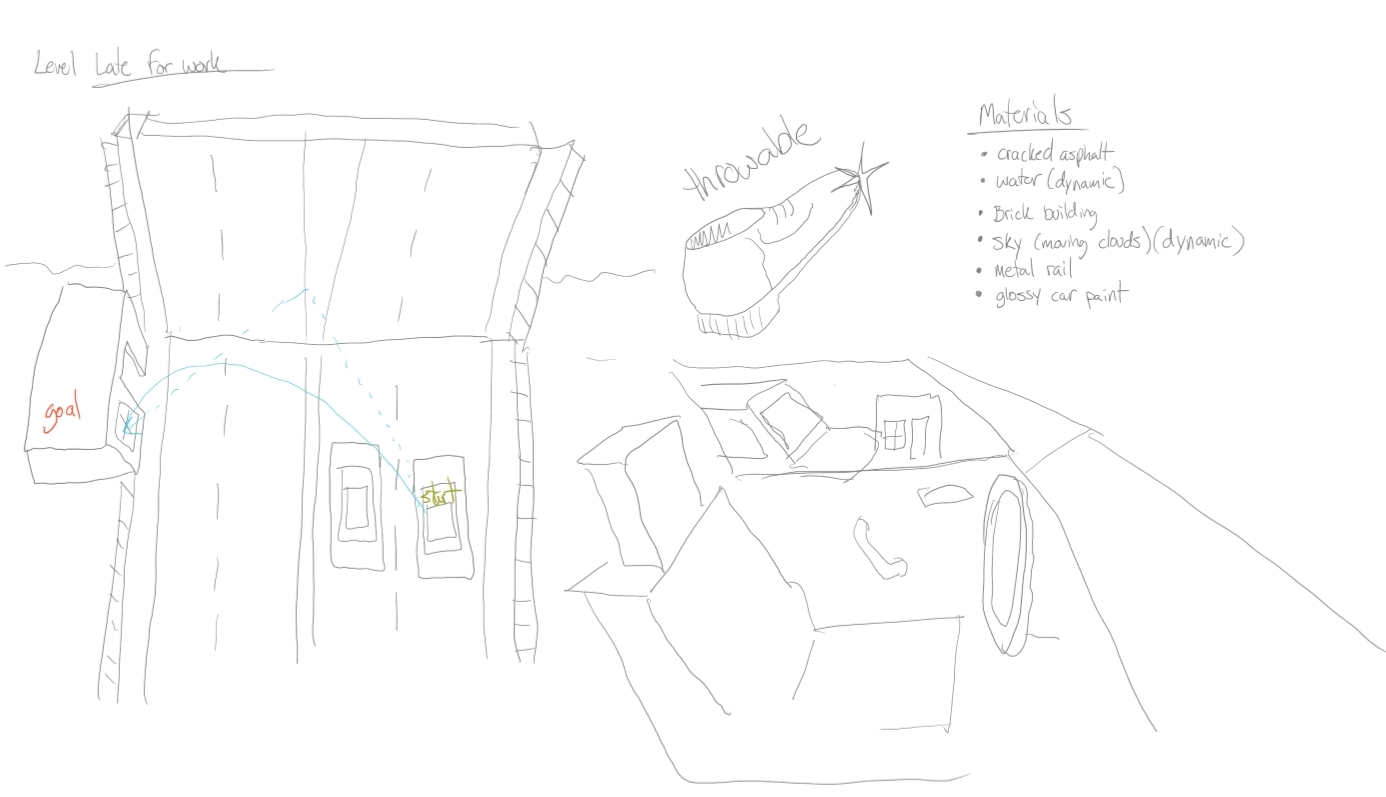 Level Late for work
throwable
Materials
• cracked asphalt
• water (dynamic)
• Brick building
• sky (moving clouds) (dynamic)
• metal rail
• glossy car paint
goal
start